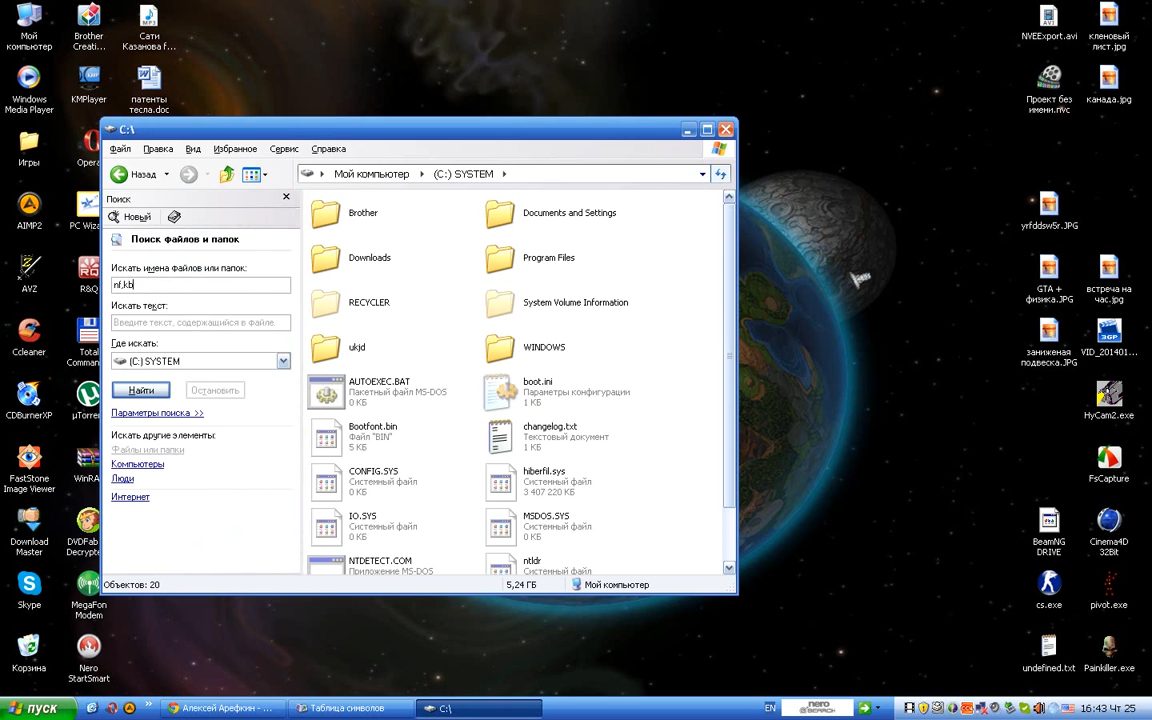 Мой компьютер
Brother Creati...
Сати Казанова f...
Windows Media Player
KMPlayer
патенты тесла.doc
Игры
Opera
AIMP2
PC Wiza
AVZ
R&Q
Ccleaner
Total Comman
CDBurnerXP
µTorre
FastStone Image Viewer
WinRA
Download Master
DVDFab Decrypte
Skype
MegaFon Modem
Корзина
Nero StartSmart
NVEExport.avi
кленовый лист.jpg
Проект без имени.nvc
канада.jpg
yrfddsw5r.JPG
GTA + физика.JPG
встреча на час.jpg
заниженая подвеска.JPG
VID_201401...
HyCam2.exe
FsCapture
BeamNG DRIVE
Cinema4D 32Bit
cs.exe
pivot.exe
undefined.txt
Painkiller.exe
C:\
Файл Правка Вид Избранное Сервис Справка
Назад
Мой компьютер (C:) SYSTEM
Поиск
Новый
Поиск файлов и папок
Искать имена файлов или папок:
nf,kb
Искать текст:
Введите текст, содержащийся в файле.
Где искать:
(C:) SYSTEM
Найти Остановить
Параметры поиска >>
Искать другие элементы:
Файлы или папки
Компьютеры
Люди
Интернет
Brother
Documents and Settings
Downloads
Program Files
RECYCLER
System Volume Information
ukjd
WINDOWS
AUTOEXEC.BAT
Пакетный файл MS-DOS
0 КБ
boot.ini
Параметры конфигурации
1 КБ
Bootfont.bin
Файл "BIN"
5 КБ
changelog.txt
Текстовый документ
1 КБ
CONFIG.SYS
Системный файл
0 КБ
hiberfil.sys
Системный файл
3 407 220 КБ
IO.SYS
Системный файл
0 КБ
MSDOS.SYS
Системный файл
0 КБ
NTDETECT.COM
Приложение MS-DOS
ntldr
Системный файл
Объектов: 20
5,24 ГБ
Мой компьютер
пуск
Алексей Арефкин - ...
Таблица символов
C:\
EN
nero
SEARCH
16:43 Чт 25